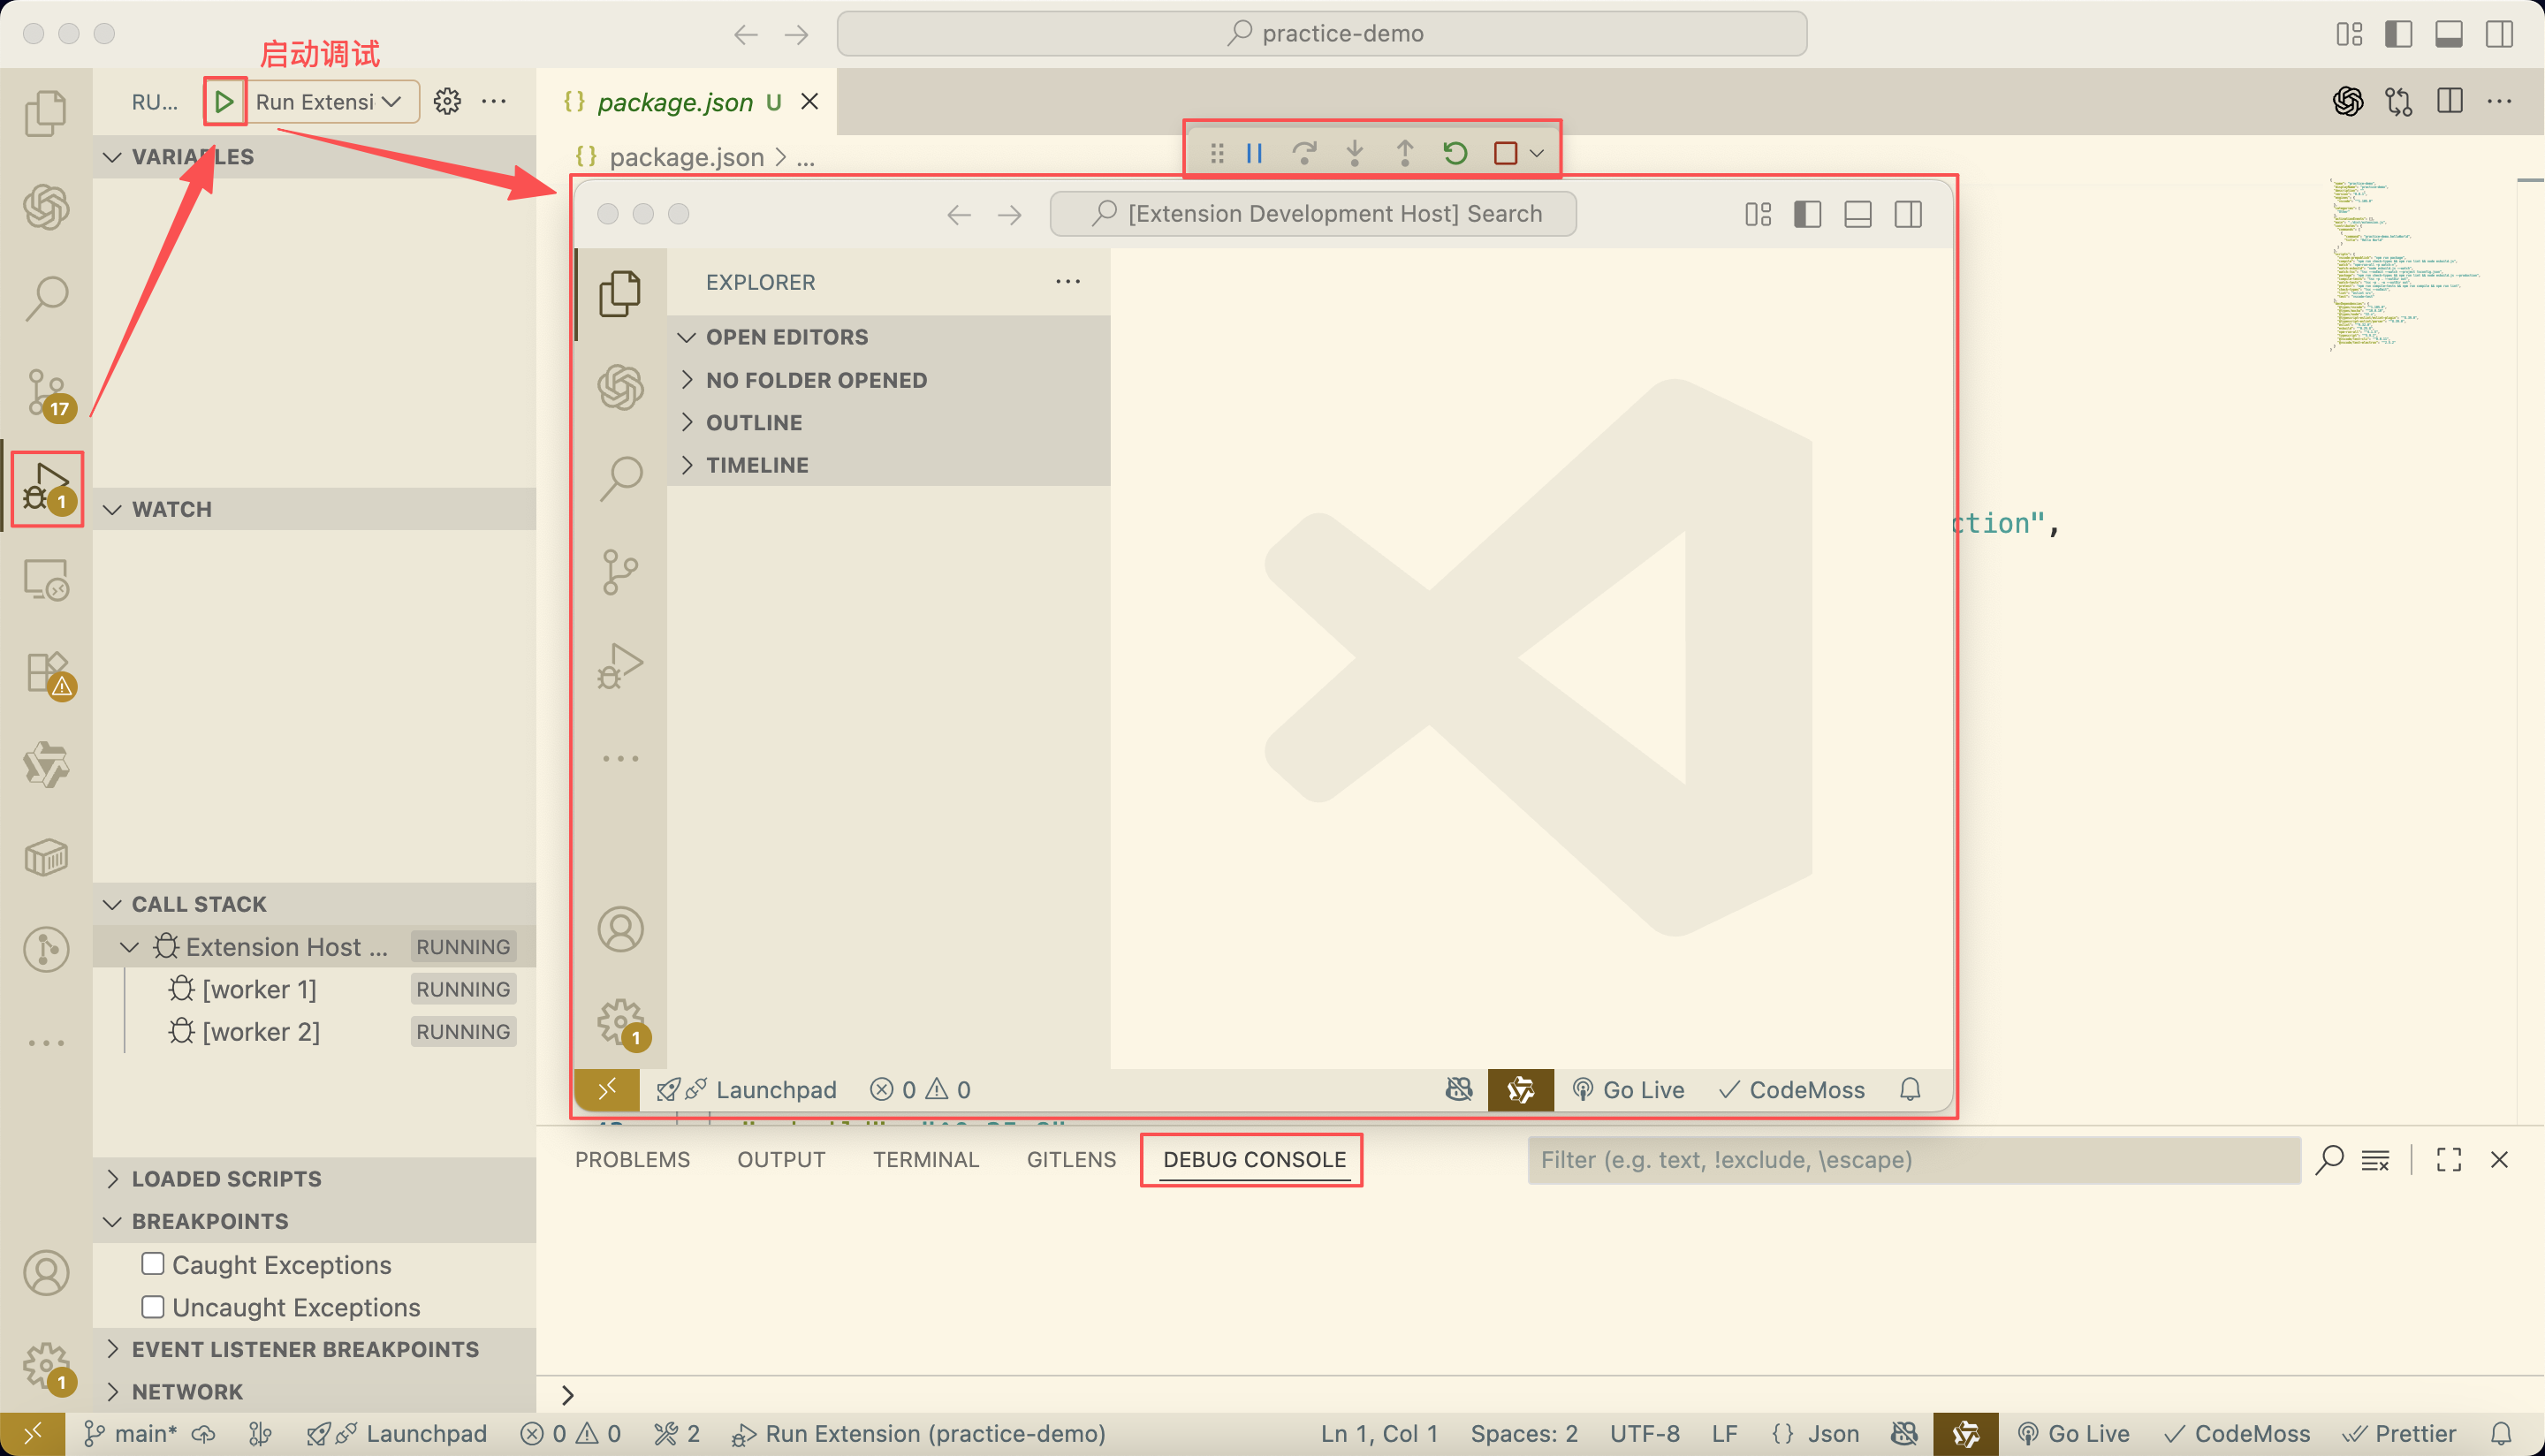 practice-demo
启动调试
RU...
Run Extensi
package.json U
package.json > ...
VARIABLES
[Extension Development Host] Search
EXPLORER
OPEN EDITORS
NO FOLDER OPENED
OUTLINE
TIMELINE
17
1
WATCH
ction",
CALL STACK
Extension Host ... RUNNING
[worker 1] RUNNING
[worker 2] RUNNING
1
Launchpad 0 0
Go Live CodeMoss
PROBLEMS OUTPUT TERMINAL GITLENS DEBUG CONSOLE
Filter (e.g. text, !exclude, \escape)
LOADED SCRIPTS
BREAKPOINTS
Caught Exceptions
Uncaught Exceptions
EVENT LISTENER BREAKPOINTS
1
NETWORK
main* Launchpad 0 0 2 Run Extension (practice-demo)
Ln 1, Col 1 Spaces: 2 UTF-8 LF {} Json Go Live CodeMoss Prettier